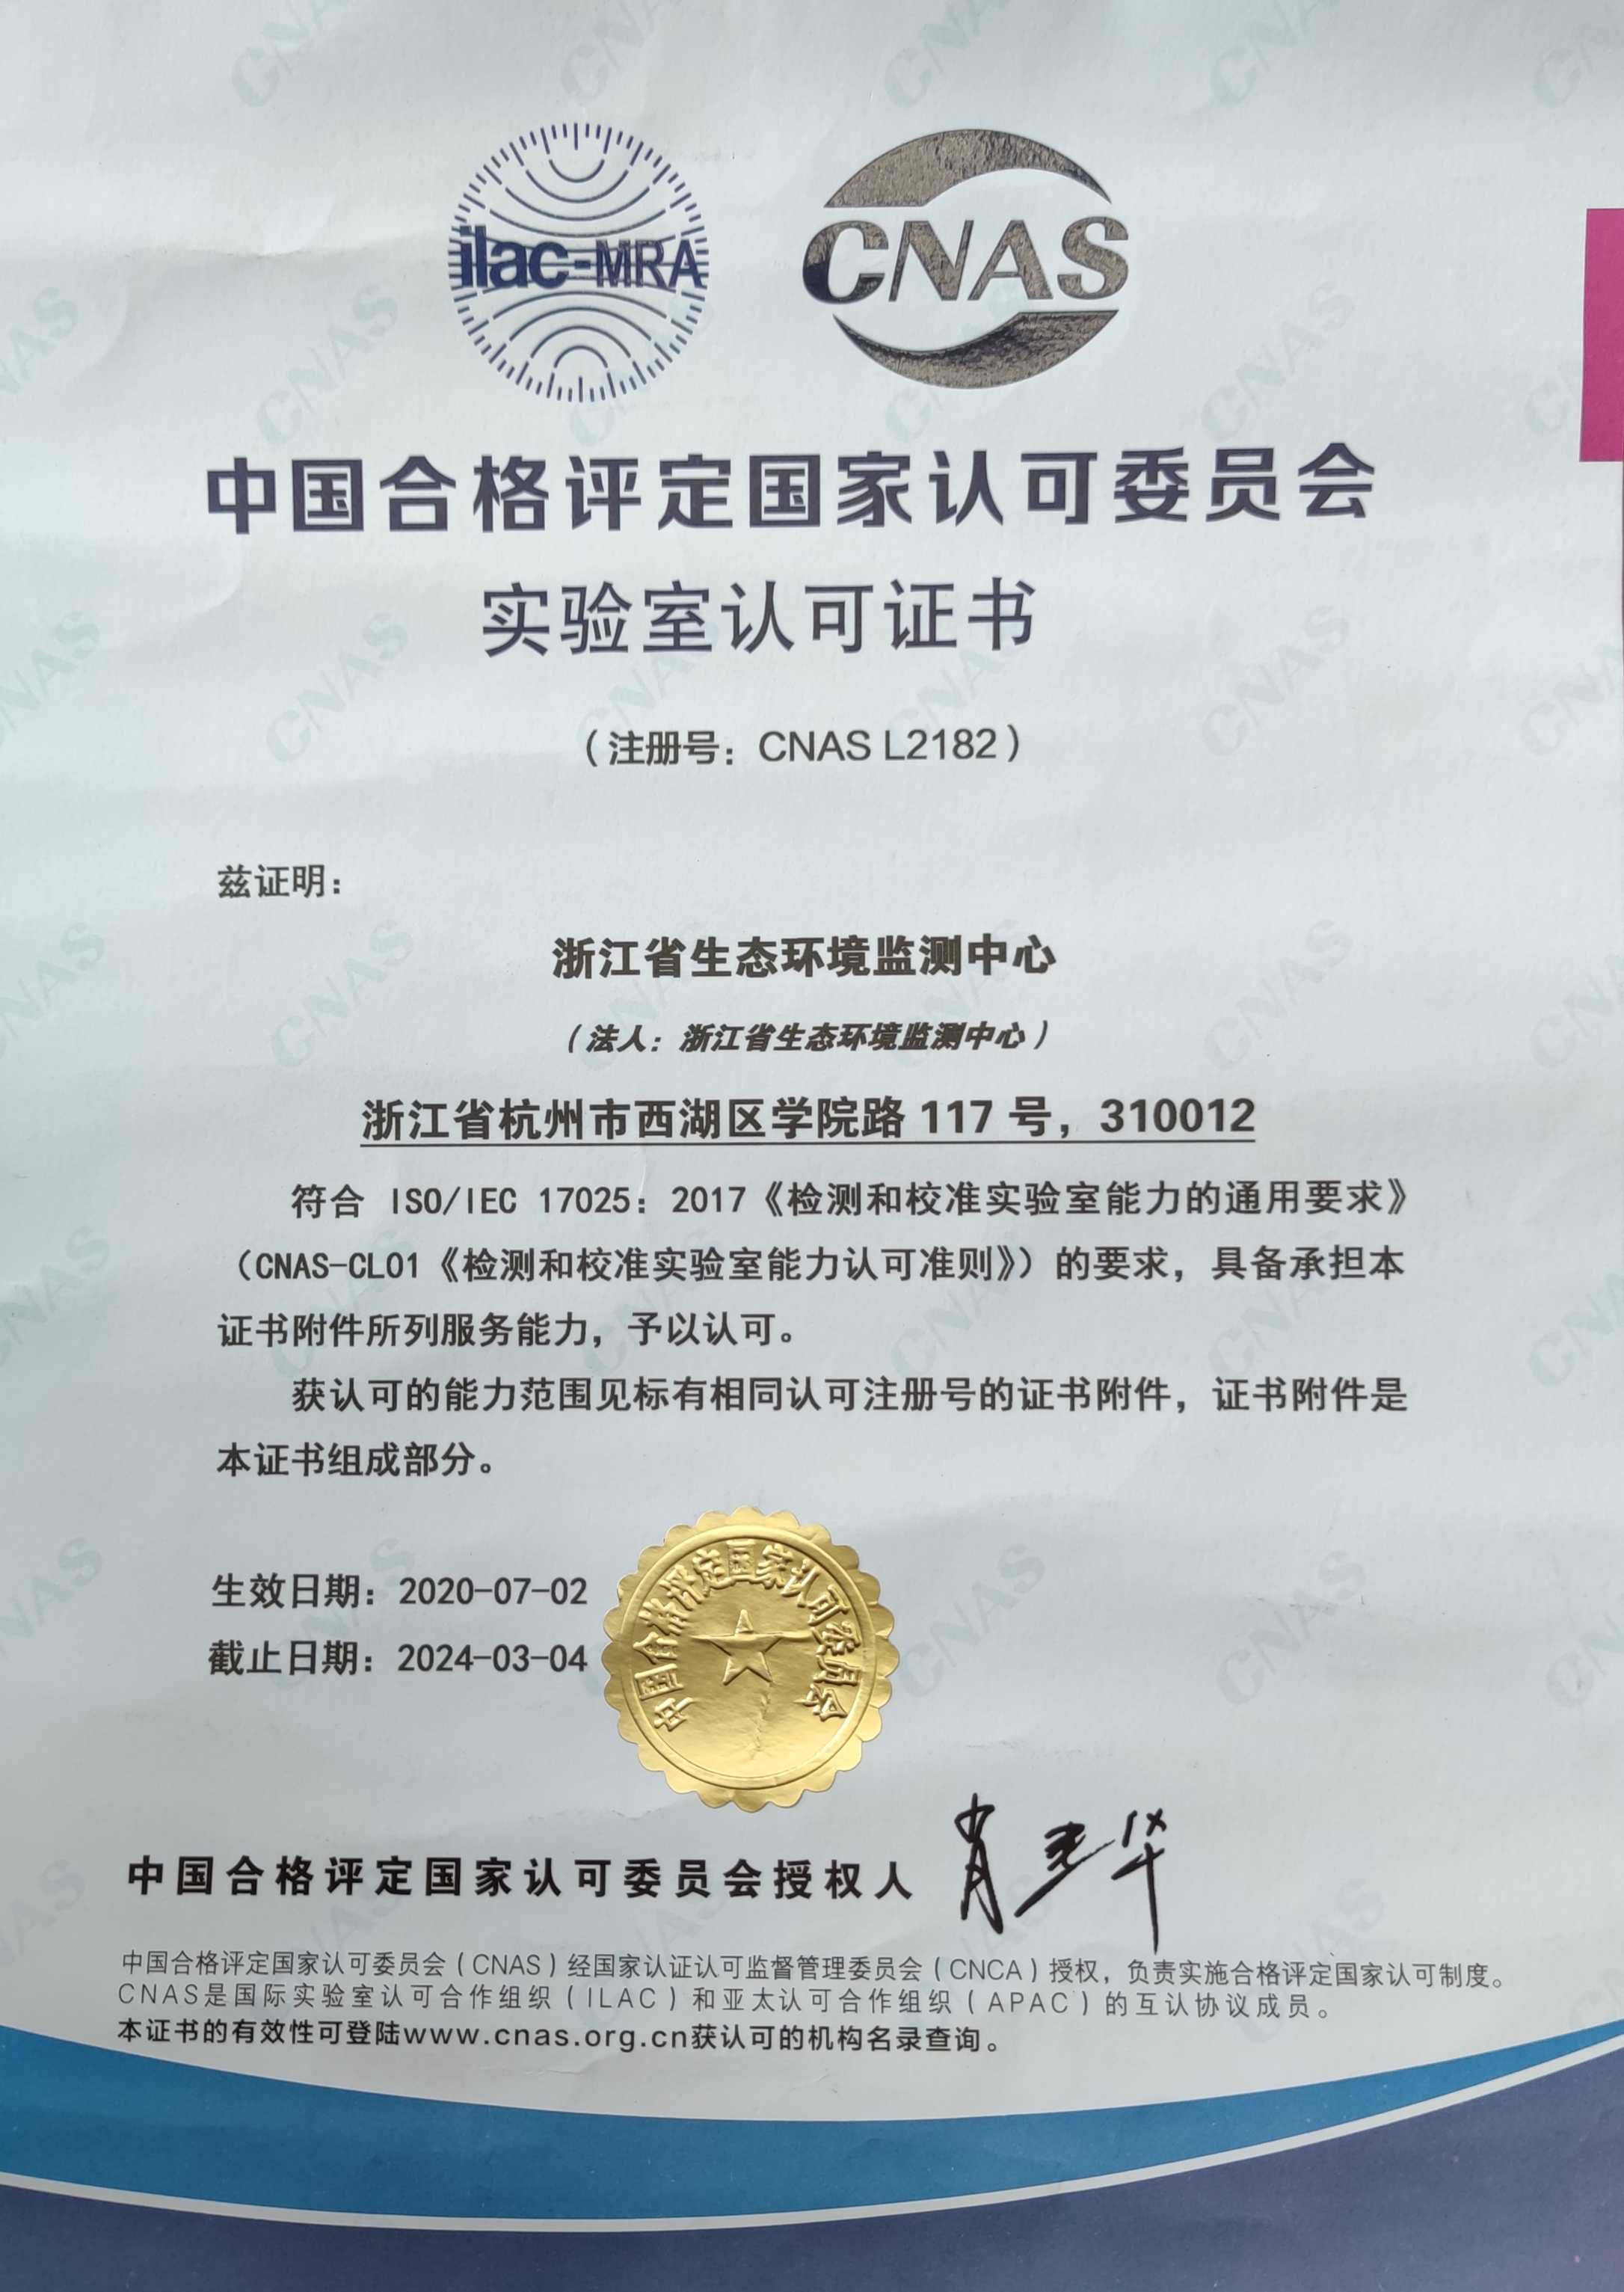 ilac-MRA
CNAS
中国合格评定国家认可委员会
实验室认可证书
（注册号：CNAS L2182）
兹证明：
浙江省生态环境监测中心
（法人：浙江省生态环境监测中心）
浙江省杭州市西湖区学院路 117 号，310012
符合 ISO/IEC 17025：2017《检测和校准实验室能力的通用要求》
（CNAS-CL01《检测和校准实验室能力认可准则》）的要求，具备承担本
证书附件所列服务能力，予以认可。
获认可的能力范围见标有相同认可注册号的证书附件，证书附件是
本证书组成部分。
生效日期：2020-07-02
截止日期：2024-03-04
中国合格评定国家认可委员会
中国合格评定国家认可委员会授权人
中国合格评定国家认可委员会（CNAS）经国家认证认可监督管理委员会（CNCA）授权，负责实施合格评定国家认可制度。
CNAS是国际实验室认可合作组织（ILAC）和亚太认可合作组织（APAC）的互认协议成员。
本证书的有效性可登陆www.cnas.org.cn获认可的机构名录查询。